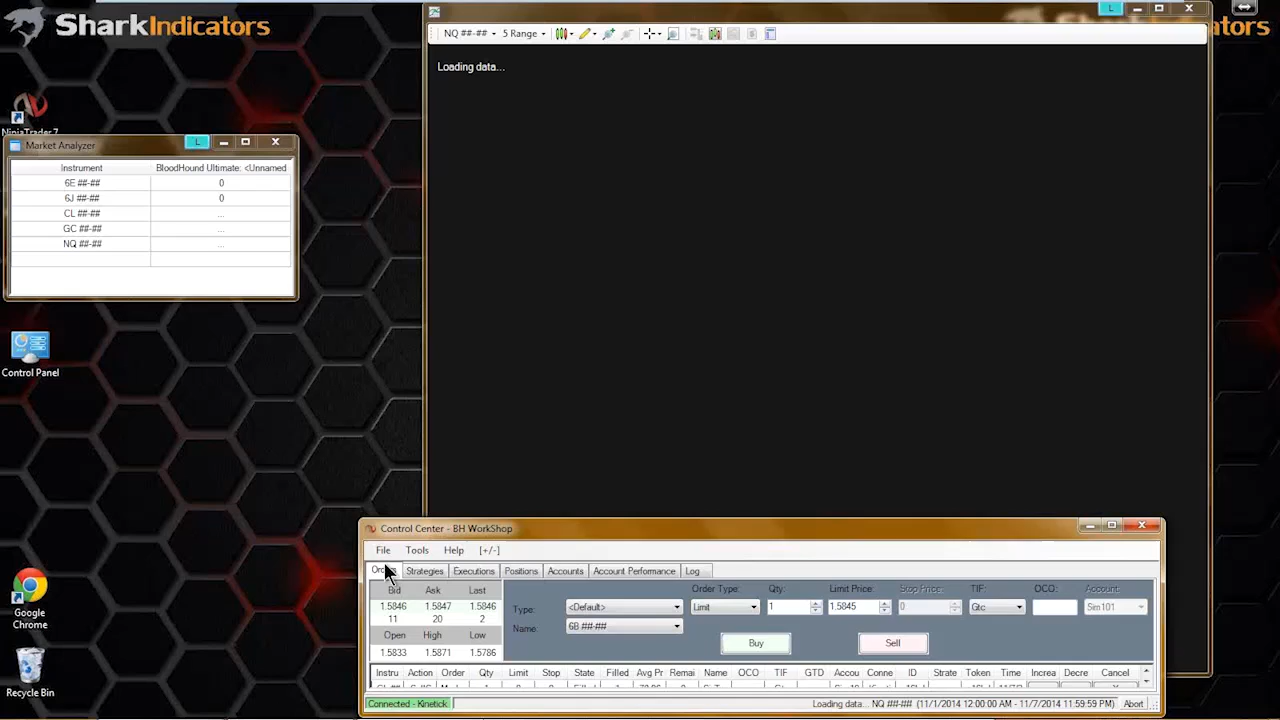 SharkIndicators
ators
L
NQ ##-## 5 Range
Loading data...
NinjaTrader 7
Market Analyzer L
Instrument BloodHound Ultimate: <Unnamed
6E ##-## 0
6J ##-## 0
CL ##-## ...
GC ##-## ...
NQ ##-## ...
Control Panel
Google
Chrome
Recycle Bin
Control Center - BH WorkShop
File Tools Help [+/-]
Strategies Executions Positions Accounts Account Performance Log
Bid Ask Last Order Type: Qty: Limit Price: Stop Price: TIF: OCO: Account:
1.5846 1.5847 1.5846 Type: <Default> Limit 1 1.5845 0 Gtc Sim101
11 20 2
Open High Low Name: 6B ##-##
1.5833 1.5871 1.5786 Buy Sell
Instru Action Order Qty Limit Stop State Filled Avg Pr Remai Name OCO TIF GTD Accou Conne ID Strate Token Time Increa Decre Cancel
Connected - Kinetick Loading data... NQ ##-## (11/1/2014 12:00:00 AM - 11/7/2014 11:59:59 PM) Abort